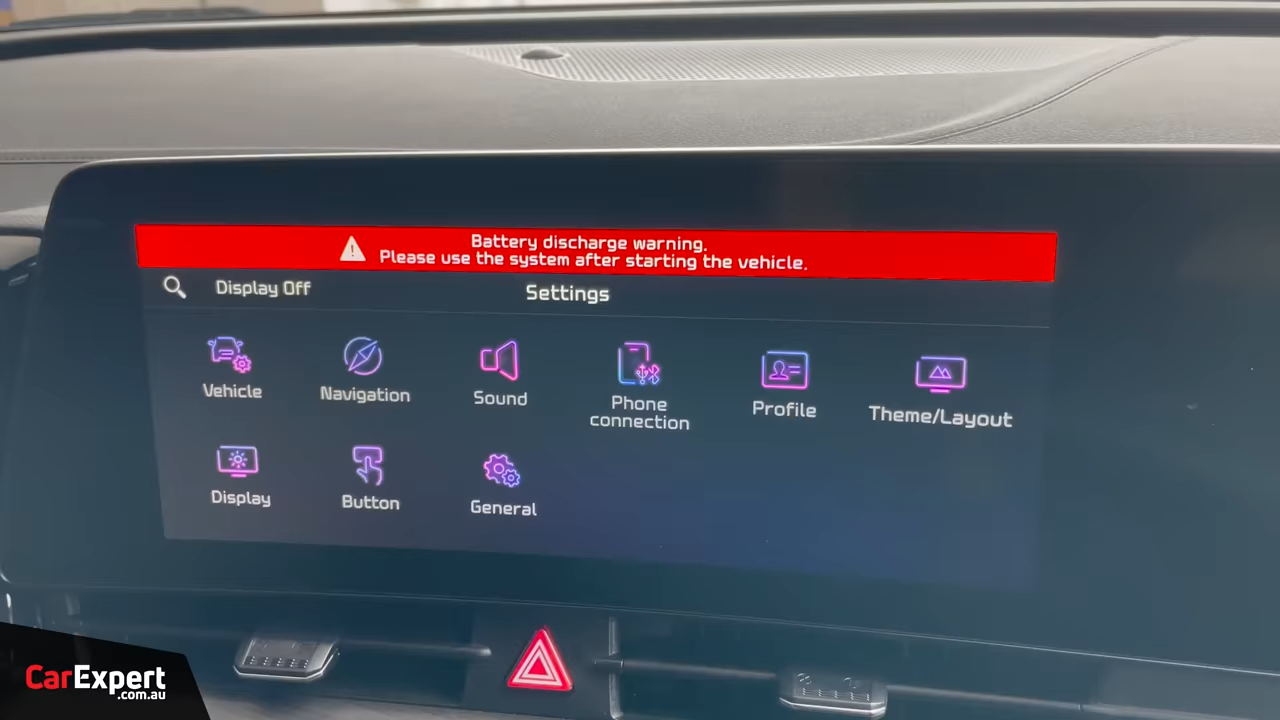 Battery discharge warning.
Please use the system after starting the vehicle.
Display Off
Settings
Vehicle
Navigation
Sound
Phone
connection
Profile
Theme/Layout
Display
Button
General
CarExpert
.com.au